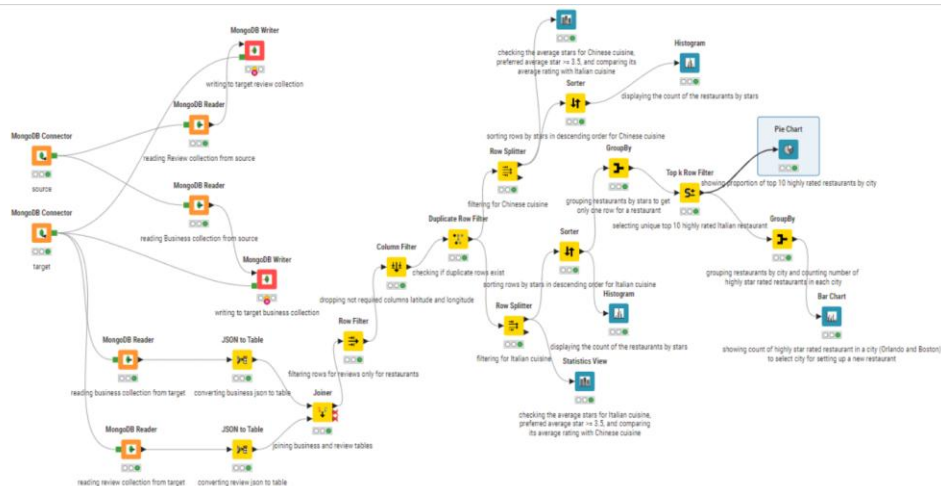 MongoDB Writer
writing to target review collection
MongoDB Reader
reading Review collection from source
MongoDB Connector
source
MongoDB Reader
reading Business collection from source
MongoDB Connector
target
MongoDB Writer
writing to target business collection
MongoDB Reader
reading business collection from target
JSON to Table
converting business json to table
MongoDB Reader
reading review collection from target
JSON to Table
converting review json to table
Joiner
joining business and review tables
Row Filter
filtering rows for reviews only for restaurants
Column Filter
dropping not required columns latitude and longitude
Duplicate Row Filter
checking if duplicate rows exist
Row Splitter
filtering for Chinese cuisine
checking the average stars for Chinese cuisine,
preferred average star >= 3.5, and comparing its
average rating with Italian cuisine
Sorter
sorting rows by stars in descending order for Chinese cuisine
Histogram
displaying the count of the restaurants by stars
Row Splitter
filtering for Italian cuisine
Sorter
sorting rows by stars in descending order for Italian cuisine
GroupBy
grouping restaurants by stars to get
only one row for a restaurant
Top k Row Filter
selecting unique top 10 highly rated Italian restaurant
Pie Chart
showing proportion of top 10 highly rated restaurants by city
GroupBy
grouping restaurants by city and counting number of
highly star rated restaurants in each city
Bar Chart
showing count of highly star rated restaurant in a city (Orlando and Boston)
to select city for setting up a new restaurant
Histogram
displaying the count of the restaurants by stars
Statistics View
checking the average stars for Italian cuisine,
preferred average star >= 3.5, and comparing
its average rating with Chinese cuisine